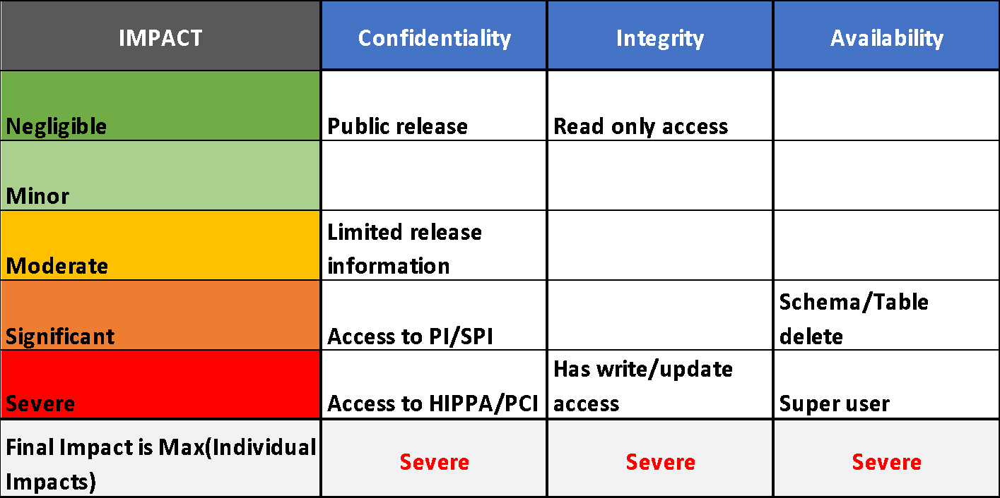 IMPACT Confidentiality Integrity Availability
Negligible Public release Read only access
Minor
Limited release
Moderate information
Schema/Table
Significant Access to PI/SPI delete
Has write/update
Severe Access to HIPPA/PCI access Super user
Final Impact is Max(Individual
Impacts) Severe Severe Severe